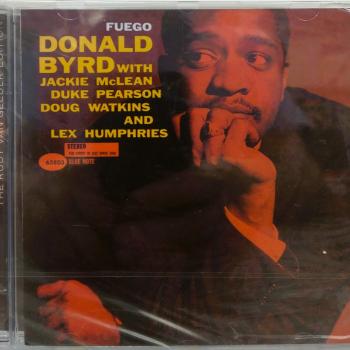 FUEGO
DONALD
BYRD WITH
JACKIE McLEAN
DUKE PEARSON
DOUG WATKINS
AND
LEX HUMPHRIES
STEREO
BLUE NOTE
THE RUDY VAN GELDER EDITION